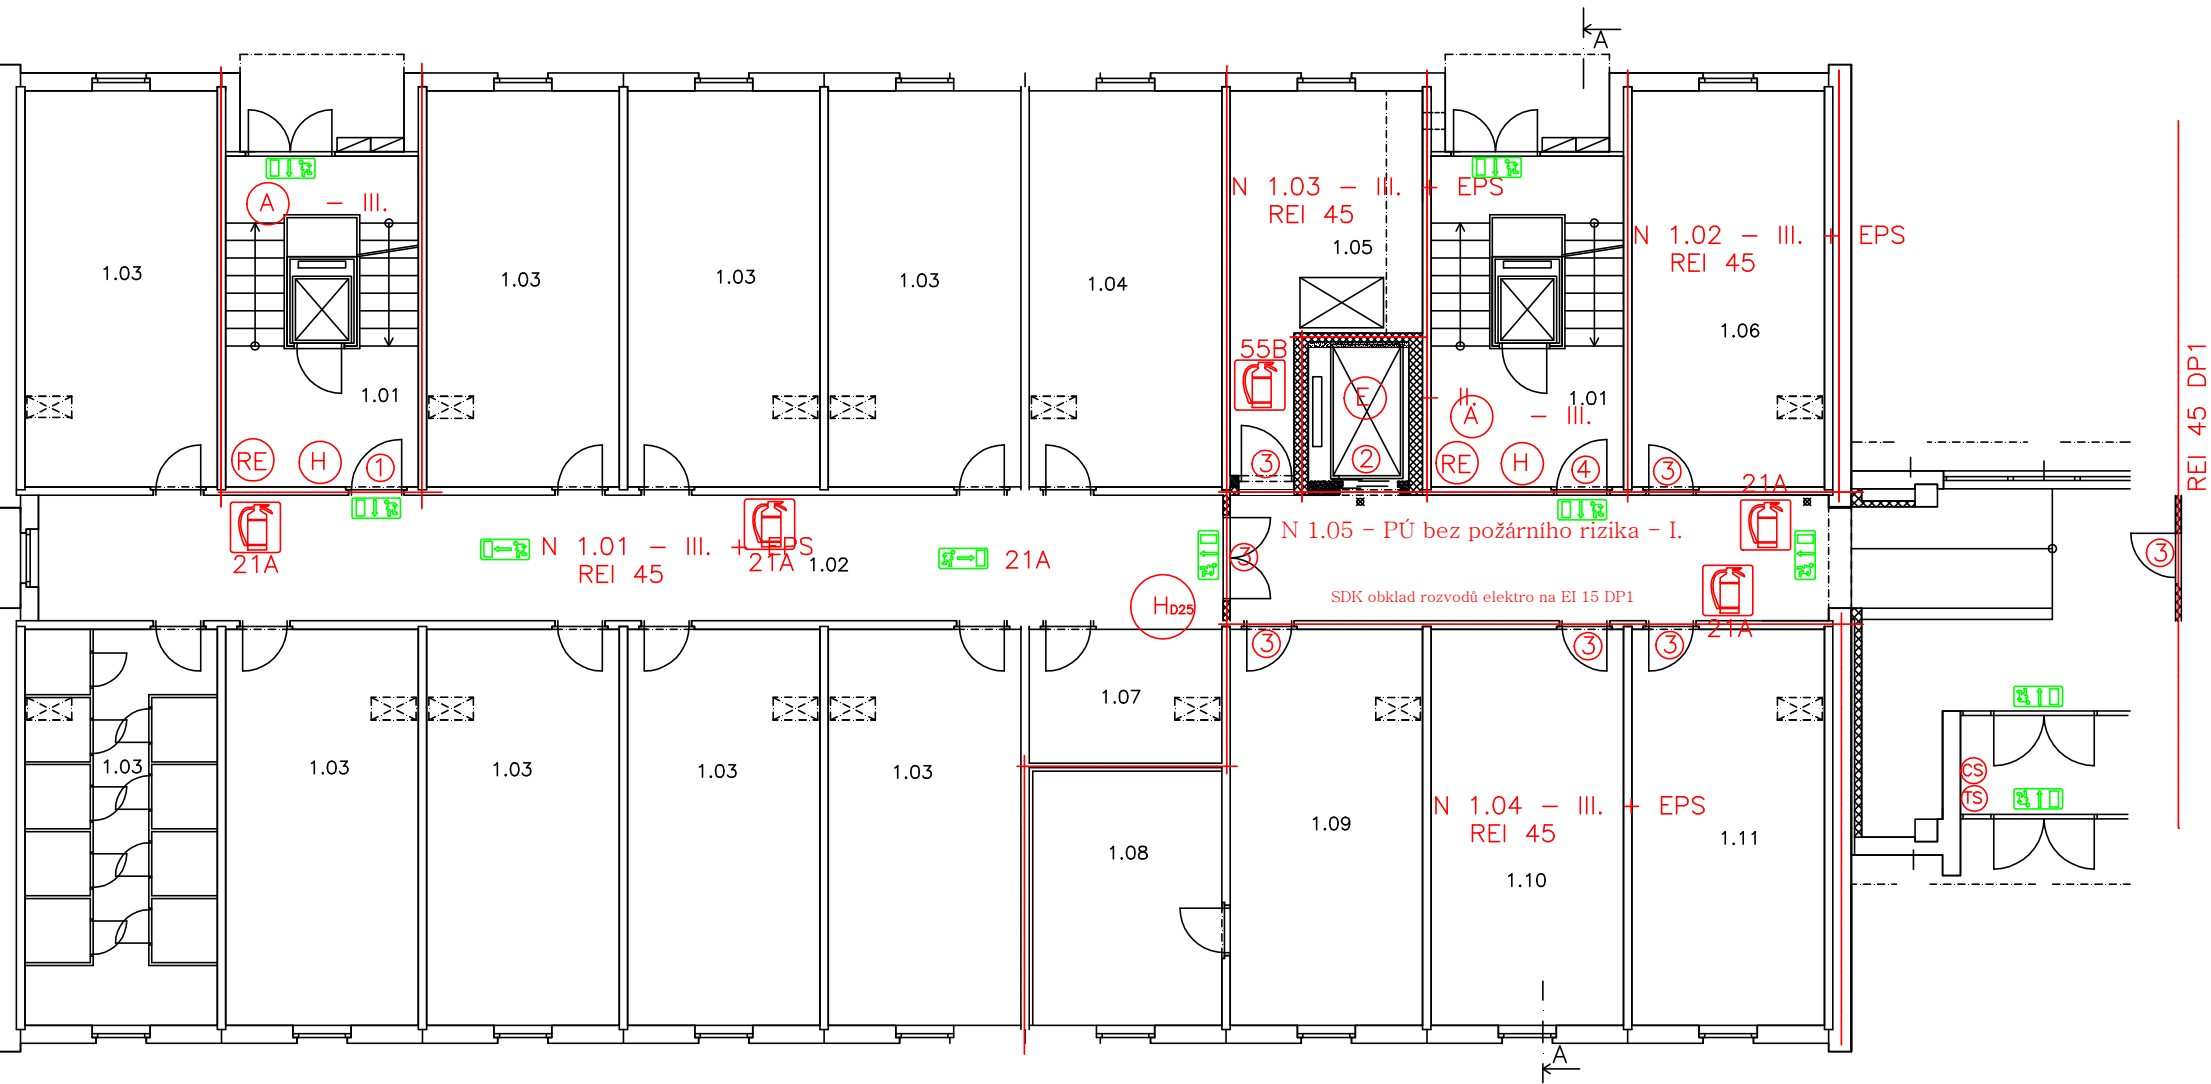 A
A
– III.
N 1.03 – III. + EPS
REI 45
N 1.02 – III. + EPS
REI 45
1.03
1.03
1.03
1.03
1.04
1.05
1.06
55B
1.01
E
– II.
1.01
A
– III.
RE
H
1
3
2
RE
H
4
3
21A
REI 45 DP1
N 1.01 – III. + EPS
REI 45
21A
21A
1.02
21A
3
N 1.05 – PÚ bez požárního rizika – I.
3
HD25
SDK obklad rozvodů elektro na EI 15 DP1
21A
3
3
3
1.07
1.03
1.03
1.03
1.03
1.03
CS
TS
N 1.04 – III. + EPS
REI 45
1.09
1.11
1.08
1.10
A